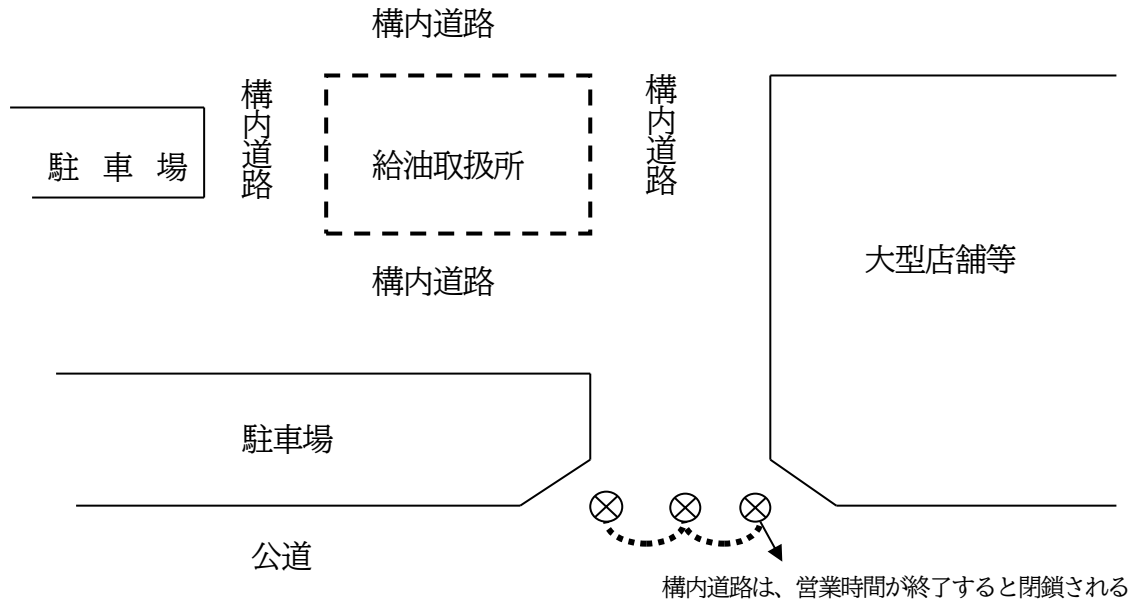 構内道路
構内道路
構内道路
駐車場
給油取扱所
大型店舗等
構内道路
駐車場
公道
構内道路は、営業時間が終了すると閉鎖される